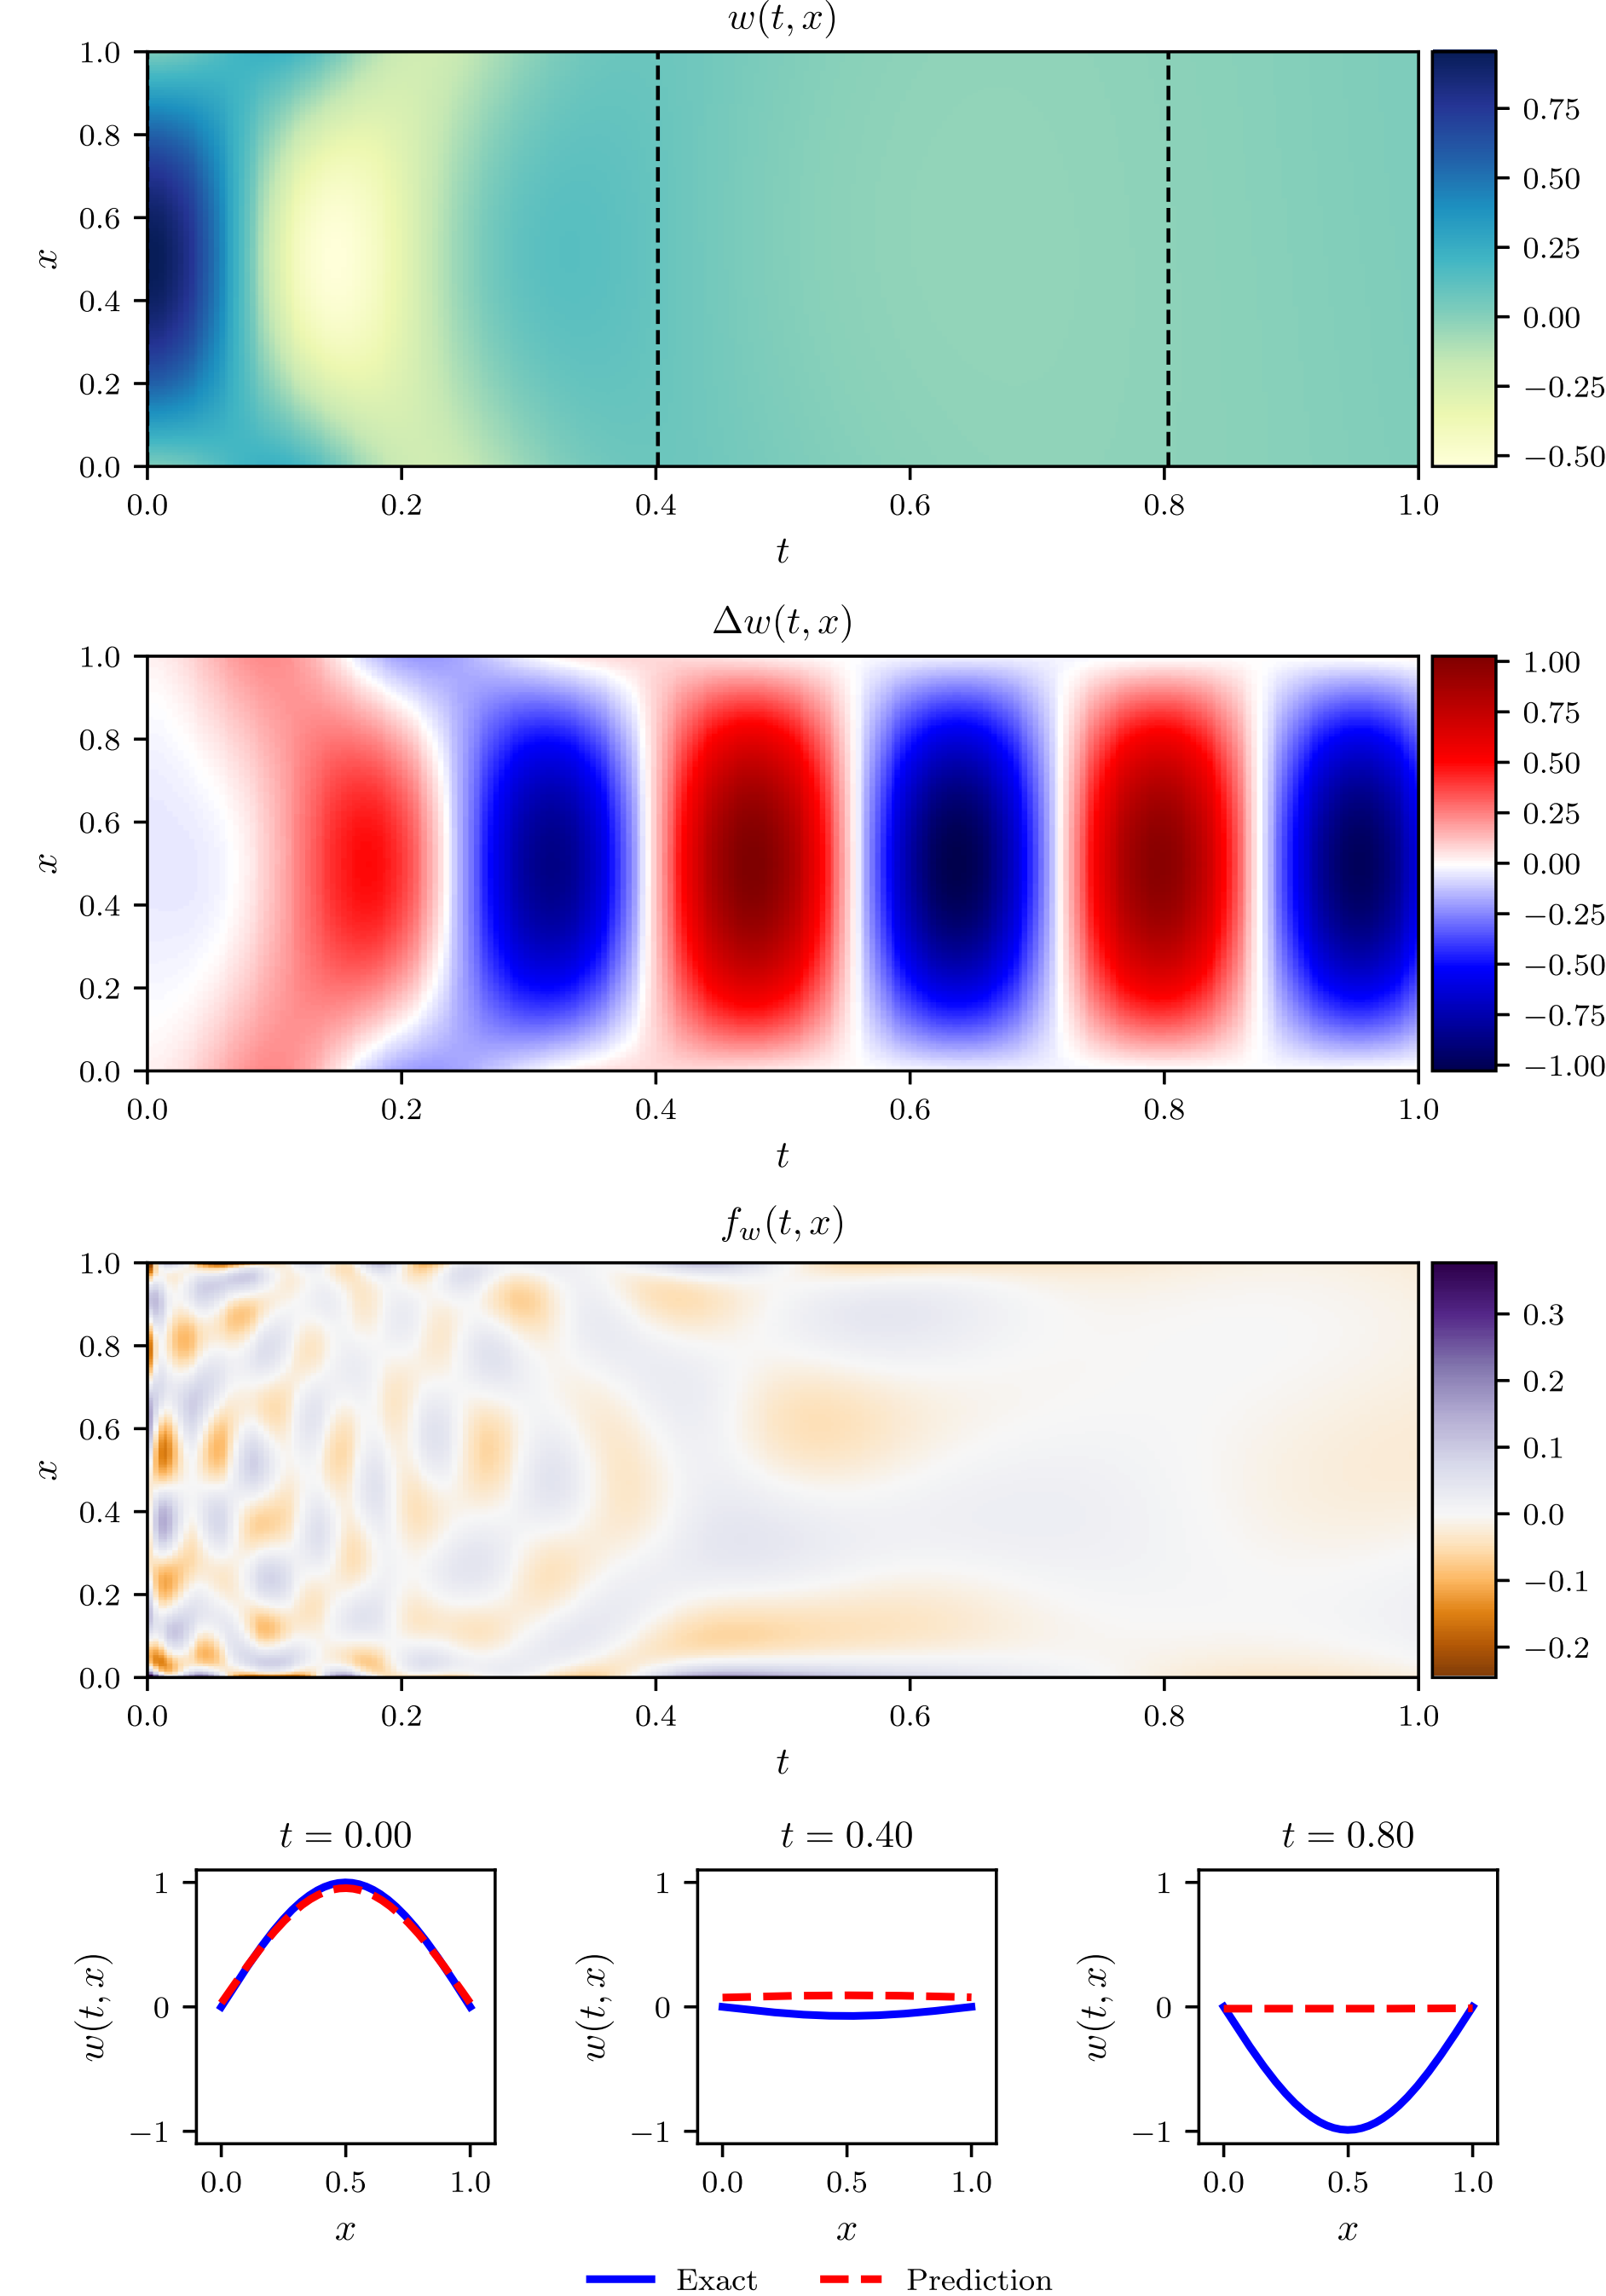 w(t, x)
1.0
0.8
0.6
0.4
0.2
0.0
x
0.0 0.2 0.4 0.6 0.8 1.0
t
0.75
0.50
0.25
0.00
−0.25
−0.50
Δw(t, x)
1.0
0.8
0.6
0.4
0.2
0.0
x
0.0 0.2 0.4 0.6 0.8 1.0
t
1.00
0.75
0.50
0.25
0.00
−0.25
−0.50
−0.75
−1.00
f_w(t, x)
1.0
0.8
0.6
0.4
0.2
0.0
x
0.0 0.2 0.4 0.6 0.8 1.0
t
0.3
0.2
0.1
0.0
−0.1
−0.2
t = 0.00
w(t, x)
1
0
−1
0.0 0.5 1.0
x
t = 0.40
w(t, x)
1
0
−1
0.0 0.5 1.0
x
t = 0.80
w(t, x)
1
0
−1
0.0 0.5 1.0
x
Exact Prediction